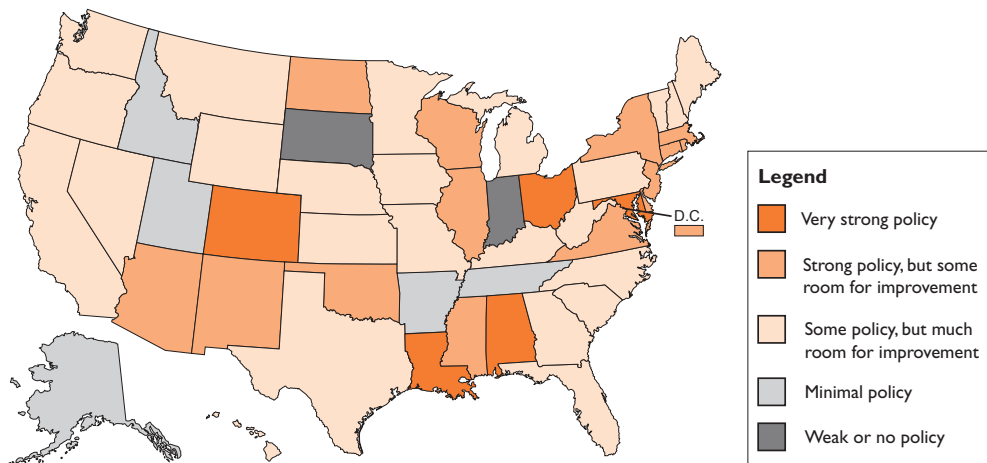 D.C.
Legend
Very strong policy
Strong policy, but some
room for improvement
Some policy, but much
room for improvement
Minimal policy
Weak or no policy